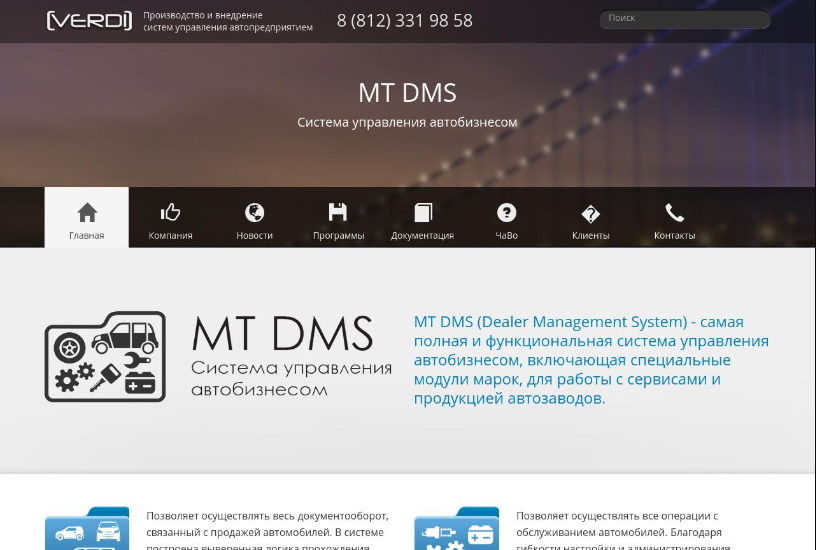 VERDI
Производство и внедрение
систем управления автопредприятием
8 (812) 331 98 58
Поиск
MT DMS
Система управления автобизнесом
Главная
Компания
Новости
Программы
Документация
ЧаВо
Клиенты
Контакты
MT DMS
Система управления
автобизнесом
MT DMS (Dealer Management System) - самая
полная и функциональная система управления
автобизнесом, включающая специальные
модули марок, для работы с сервисами и
продукцией автозаводов.
Позволяет осуществлять весь документооборот,
связанный с продажей автомобилей. В системе
построена выверенная логика прохождения
Позволяет осуществлять все операции с
обслуживанием автомобилей. Благодаря
гибкости настройки и администрирования